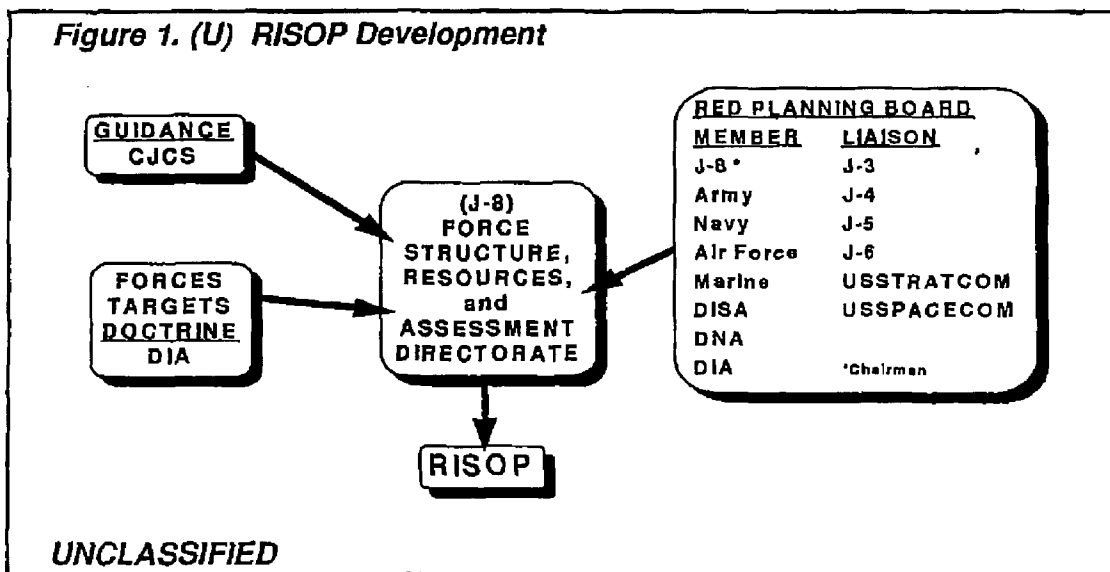 Figure 1. (U) RISOP Development
GUIDANCE
CJCS
FORCES
TARGETS
DOCTRINE
DIA
(J-8)
FORCE
STRUCTURE,
RESOURCES,
and
ASSESSMENT
DIRECTORATE
RED PLANNING BOARD
MEMBER LIAISON
J-8* J-3
Army J-4
Navy J-5
Air Force J-6
Marine USSTRATCOM
DISA USSPACECOM
DNA
DIA *Chairman
RISOP
UNCLASSIFIED